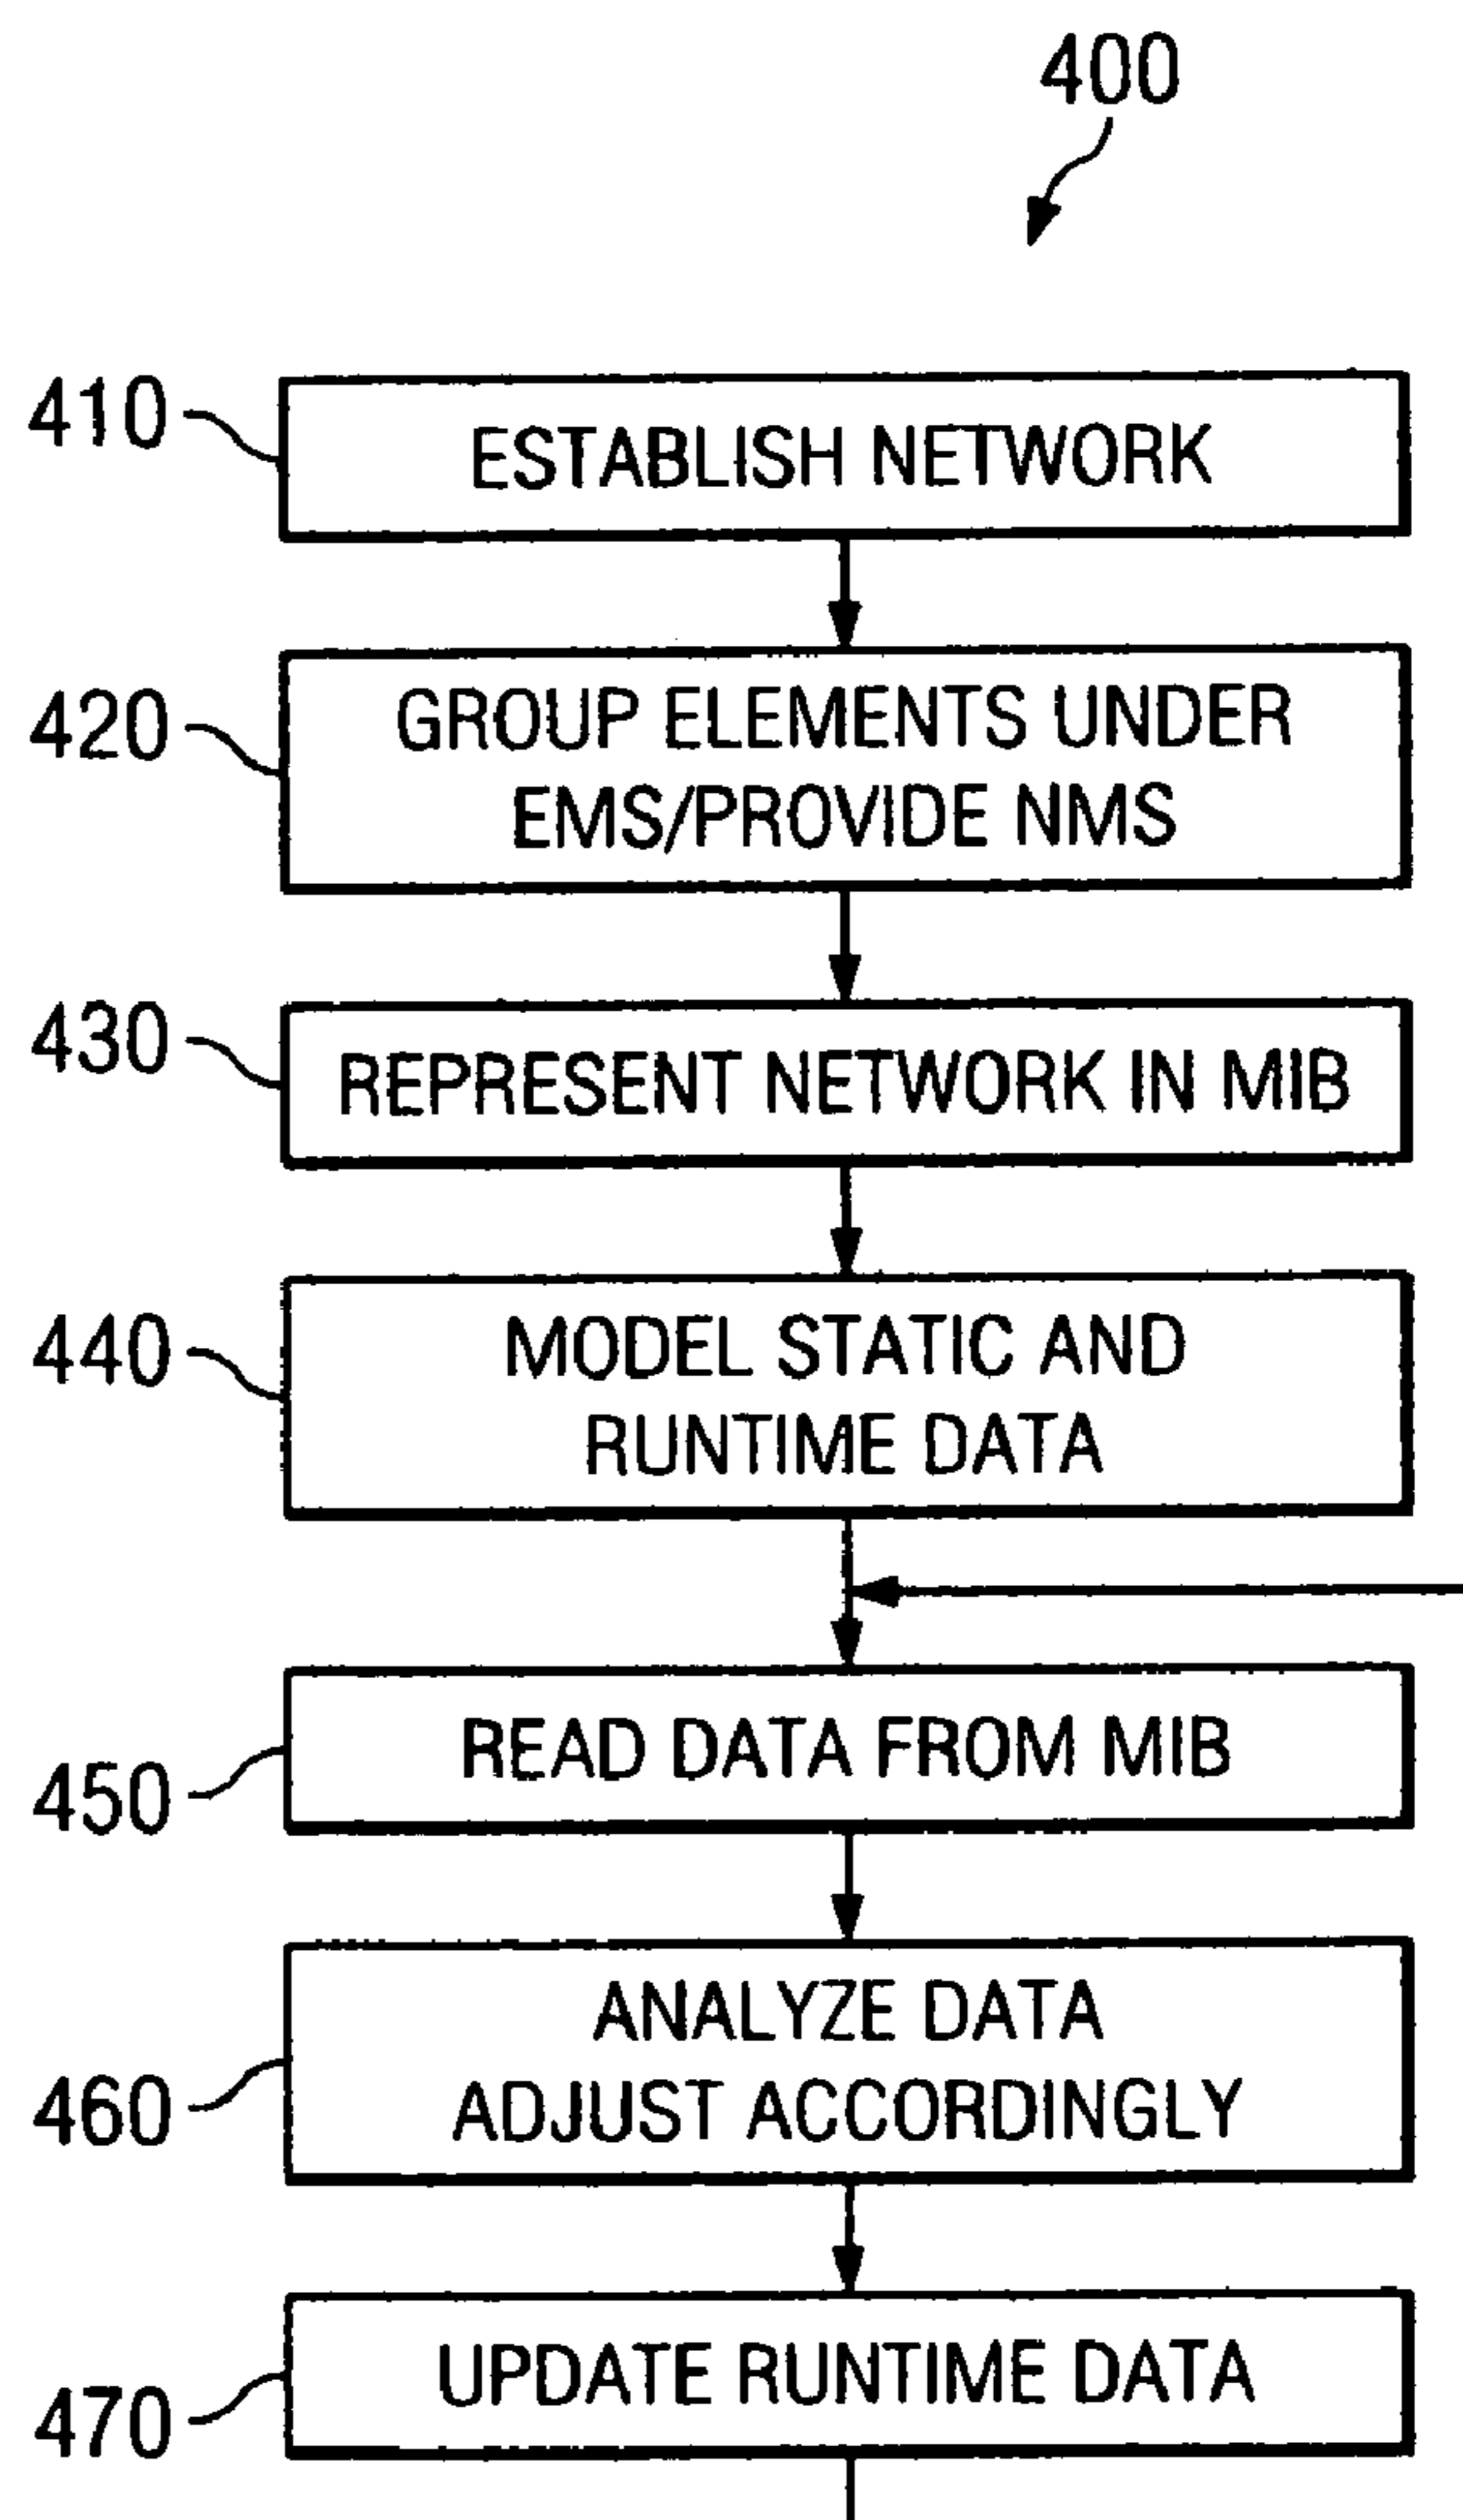 400
410
ESTABLISH NETWORK
420
GROUP ELEMENTS UNDER
EMS/PROVIDE NMS
430
REPRESENT NETWORK IN MIB
440
MODEL STATIC AND
RUNTIME DATA
450
READ DATA FROM MIB
460
ANALYZE DATA
ADJUST ACCORDINGLY
470
UPDATE RUNTIME DATA